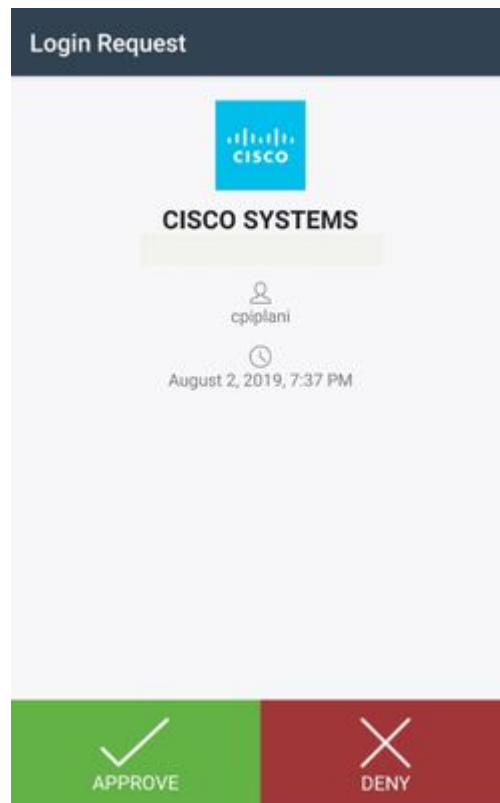 Login Request
CISCO
CISCO SYSTEMS
cpiplani
August 2, 2019, 7:37 PM
APPROVE
DENY